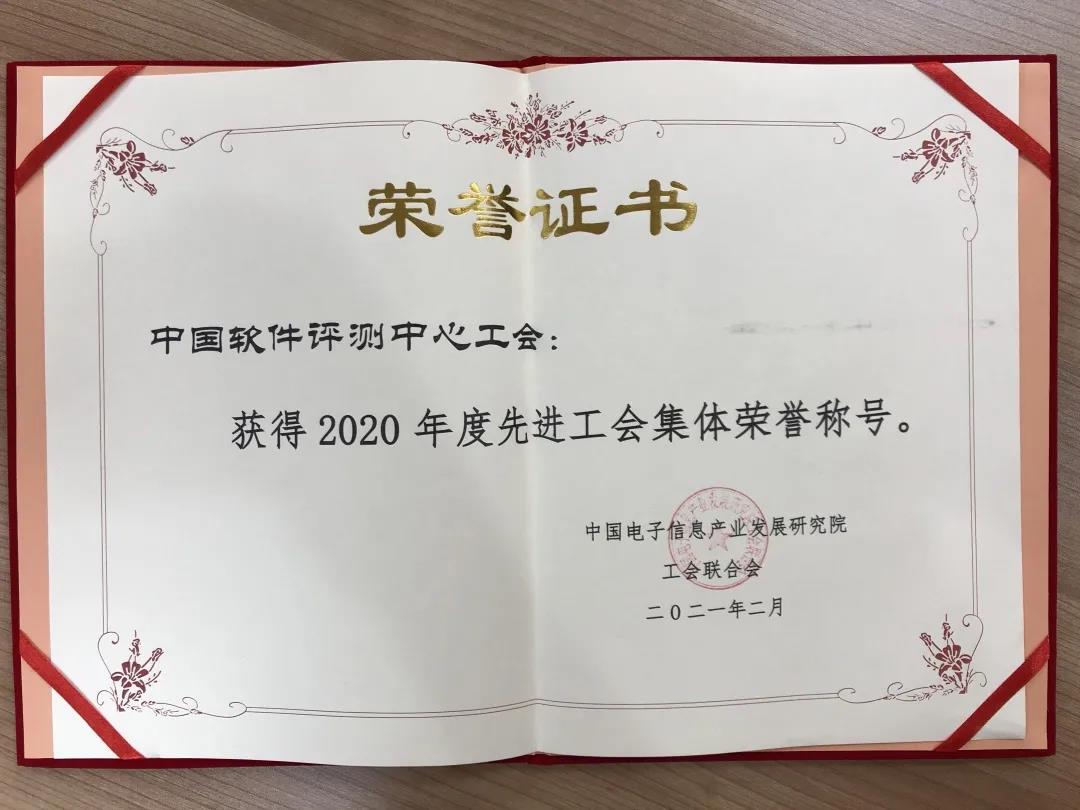 荣誉证书
中国软件评测中心工会：
获得 2020 年度先进工会集体荣誉称号。
中国电子信息产业发展研究院
工会联合会
二〇二一年二月